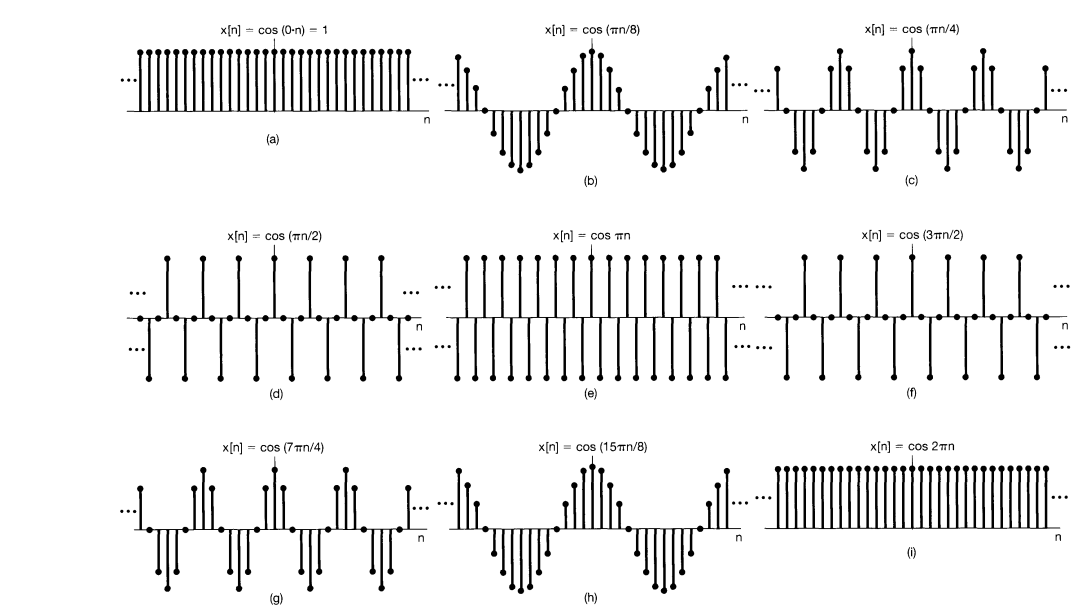 x[n] = cos (0·n) = 1
x[n] = cos (πn/8)
x[n] = cos (πn/4)
... ... n
(a)
... ... n
(b)
... ... n
(c)
x[n] = cos (πn/2)
x[n] = cos πn
x[n] = cos (3πn/2)
... ... n
... ...
(d)
... ... n
... ...
(e)
... ... n
... ...
(f)
x[n] = cos (7πn/4)
x[n] = cos (15πn/8)
x[n] = cos 2πn
... ... n
(g)
... ... n
(h)
... ... n
(i)